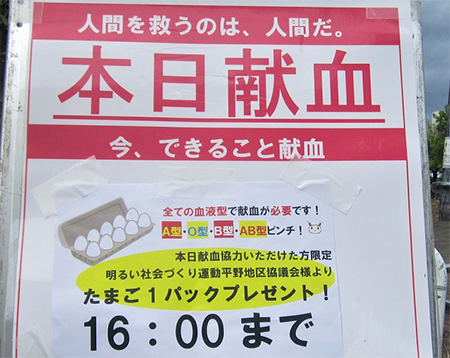 人間を救うのは、人間だ。
本日献血
今、できること献血
全ての血液型で献血が必要です！
A型・O型・B型・AB型ピンチ！
本日献血協力いただけた方限定
明るい社会づくり運動平野地区協議会様より
たまご１パックプレゼント！
16：00まで